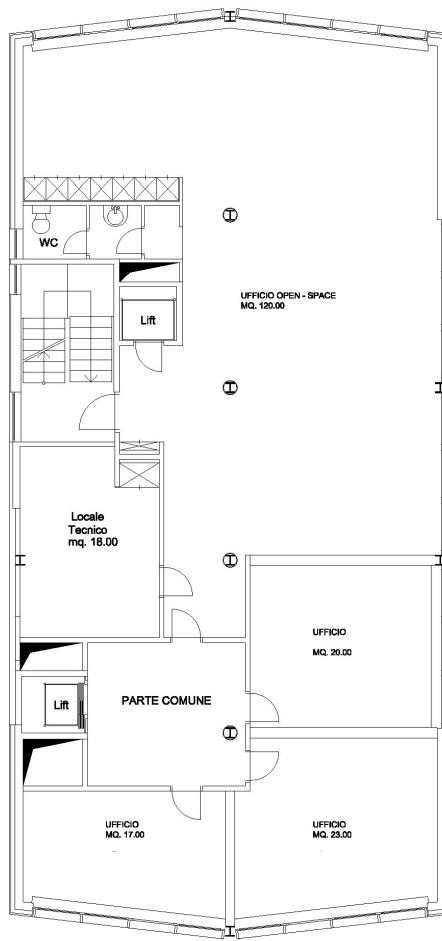 WC
UFFICIO OPEN - SPACE
MQ. 120.00
Lift
Locale
Tecnico
mq. 18.00
UFFICIO
MQ. 20.00
Lift
PARTE COMUNE
UFFICIO
MQ. 17.00
UFFICIO
MQ. 23.00